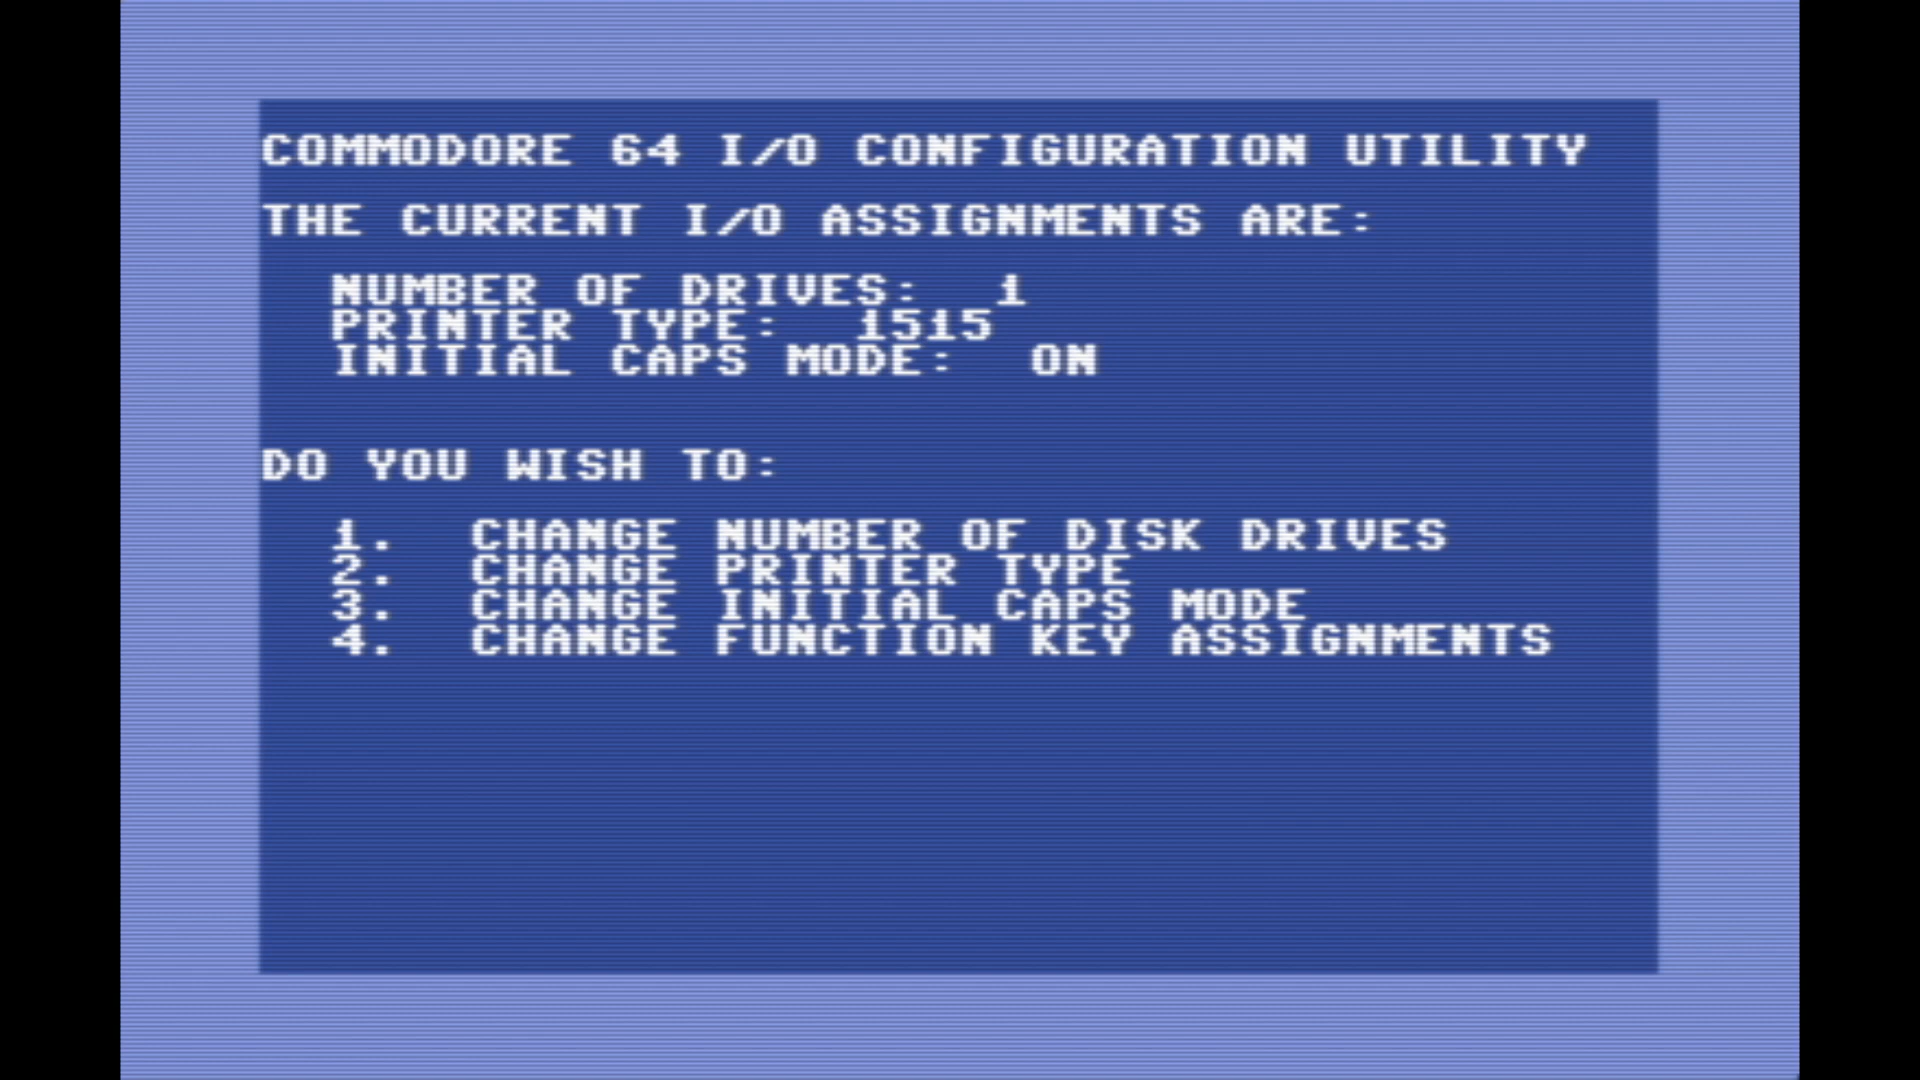 COMMODORE 64 I/O CONFIGURATION UTILITY
THE CURRENT I/O ASSIGNMENTS ARE:
NUMBER OF DRIVES: 1
PRINTER TYPE: 1515
INITIAL CAPS MODE: ON
DO YOU WISH TO:
1. CHANGE NUMBER OF DISK DRIVES
2. CHANGE PRINTER TYPE
3. CHANGE INITIAL CAPS MODE
4. CHANGE FUNCTION KEY ASSIGNMENTS